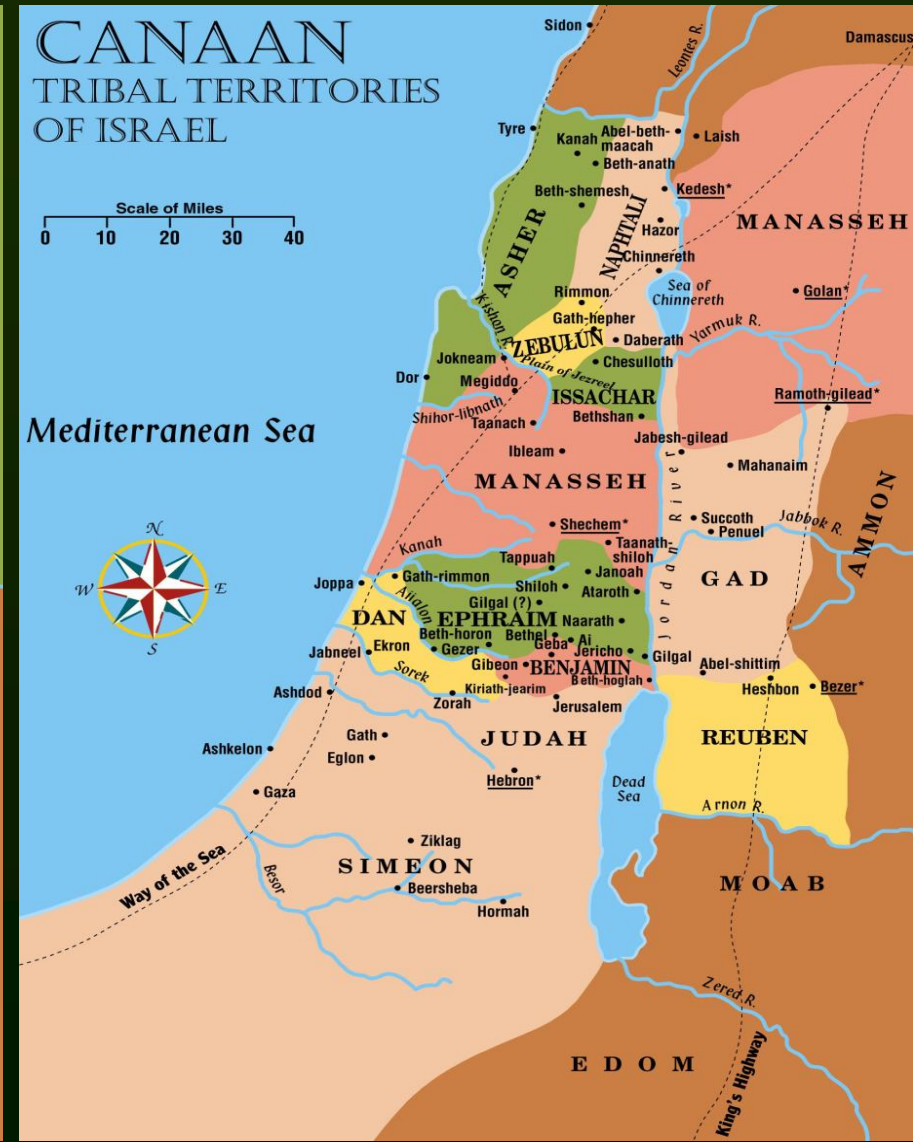 CANAAN
TRIBAL TERRITORIES
OF ISRAEL
Scale of Miles
0 10 20 30 40
Sidon
Leontes R.
Damascus
Tyre
Kanah
Abel-beth-
maacah
Laish
Beth-anath
Beth-shemesh
Kedesh*
ASHER
NAPHTALI
Hazor
MANASSEH
Chinnereth
Sea of
Chinnereth
Golan*
Rimmon
Kishon R.
Gath-hepher
ZEBULUN
Daberath
Yarmuk R.
Jokneam
Plain of Jezreel
Chesulloth
Dor
Megiddo
ISSACHAR
Ramoth-gilead*
Shihor-libnath
Taanach
Bethshan
Mediterranean Sea
Jabesh-gilead
Ibleam
Mahanaim
MANASSEH
Jordan River
AMMON
Shechem*
Succoth
Jabbok R.
Penuel
N
W
E
S
Kanah
Taanath-
shiloh
Tappuah
Joppa
Gath-rimmon
Janoah
GAD
Shiloh
Ataroth
Aijalon
Gilgal (?)
DAN
EPHRAIM
Naarath
Beth-horon
Bethel
Ai
Jabneel
Ekron
Gezer
Geba
Jericho
Gilgal
Gibeon
BENJAMIN
Abel-shittim
Sorek
Kiriath-jearim
Beth-hoglah
Heshbon
Bezer*
Ashdod
Zorah
Jerusalem
Gath
JUDAH
REUBEN
Ashkelon
Eglon
Hebron*
Dead
Sea
Gaza
Arnon R.
Ziklag
Way of the Sea
Besor
SIMEON
MOAB
Beersheba
Hormah
Zered R.
EDOM
King's Highway